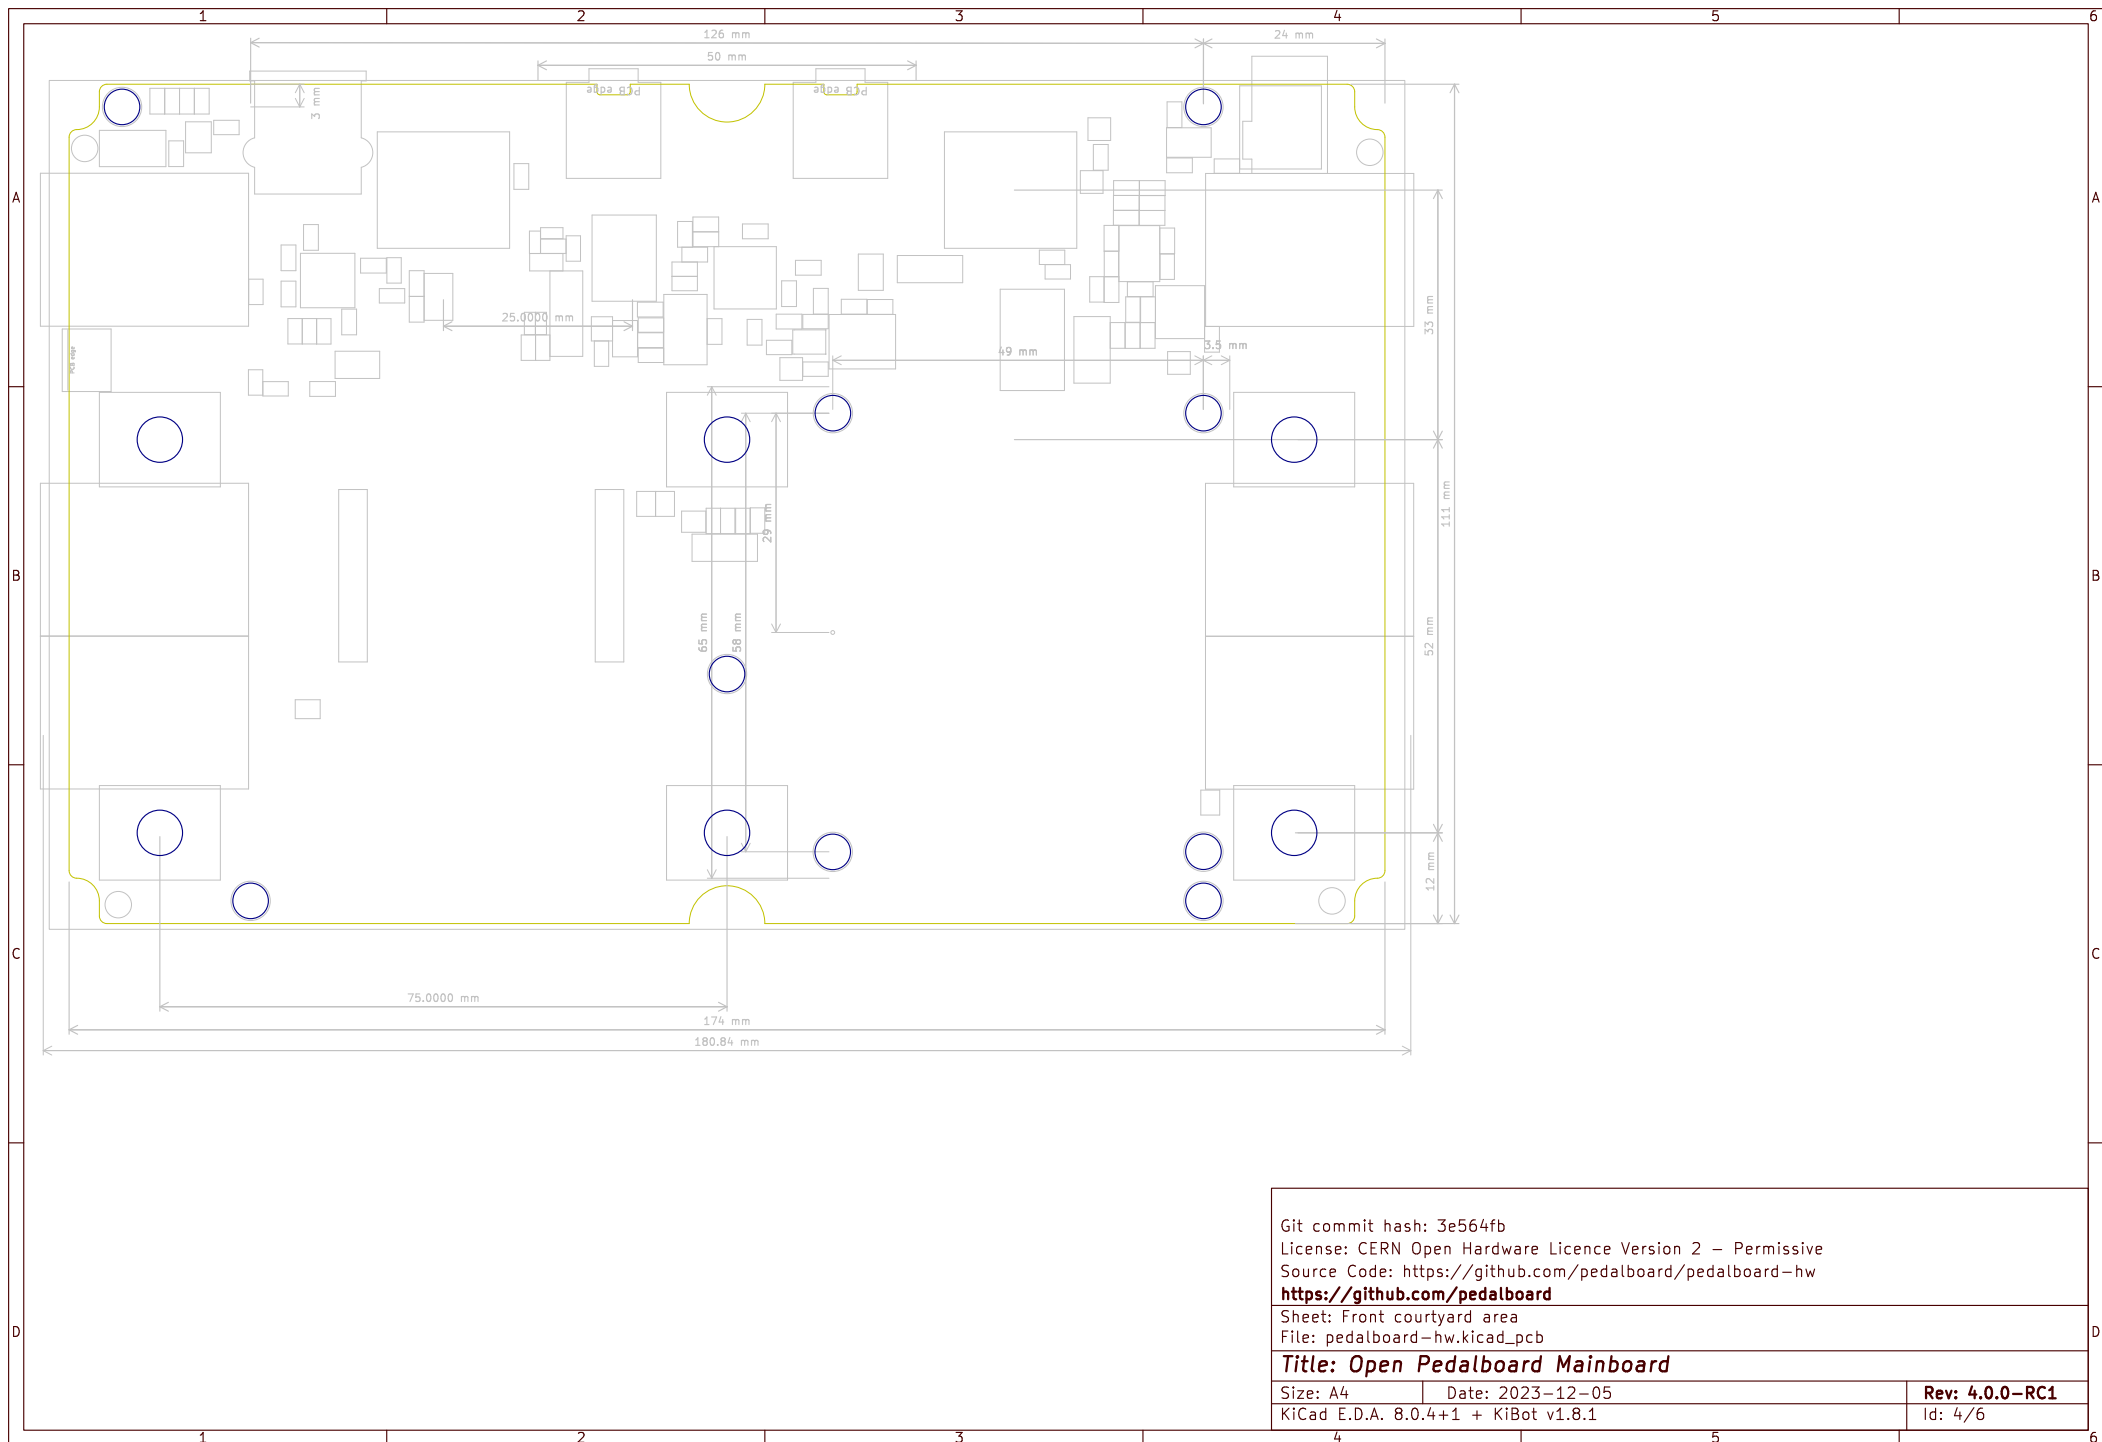 1 2 3 4 5 6
126 mm
24 mm
50 mm
3 mm
PCB edge
PCB edge
A
A
25.0000 mm
33 mm
49 mm
3.5 mm
PCB edge
111 mm
29 mm
B
B
65 mm
58 mm
52 mm
12 mm
C
C
75.0000 mm
174 mm
180.84 mm
Git commit hash: 3e564fb
License: CERN Open Hardware Licence Version 2 – Permissive
Source Code: https://github.com/pedalboard/pedalboard-hw
https://github.com/pedalboard
Sheet: Front courtyard area
File: pedalboard-hw.kicad_pcb
D
D
Title: Open Pedalboard Mainboard
Size: A4
Date: 2023-12-05
Rev: 4.0.0-RC1
KiCad E.D.A. 8.0.4+1 + KiBot v1.8.1
Id: 4/6
1 2 3 4 5 6